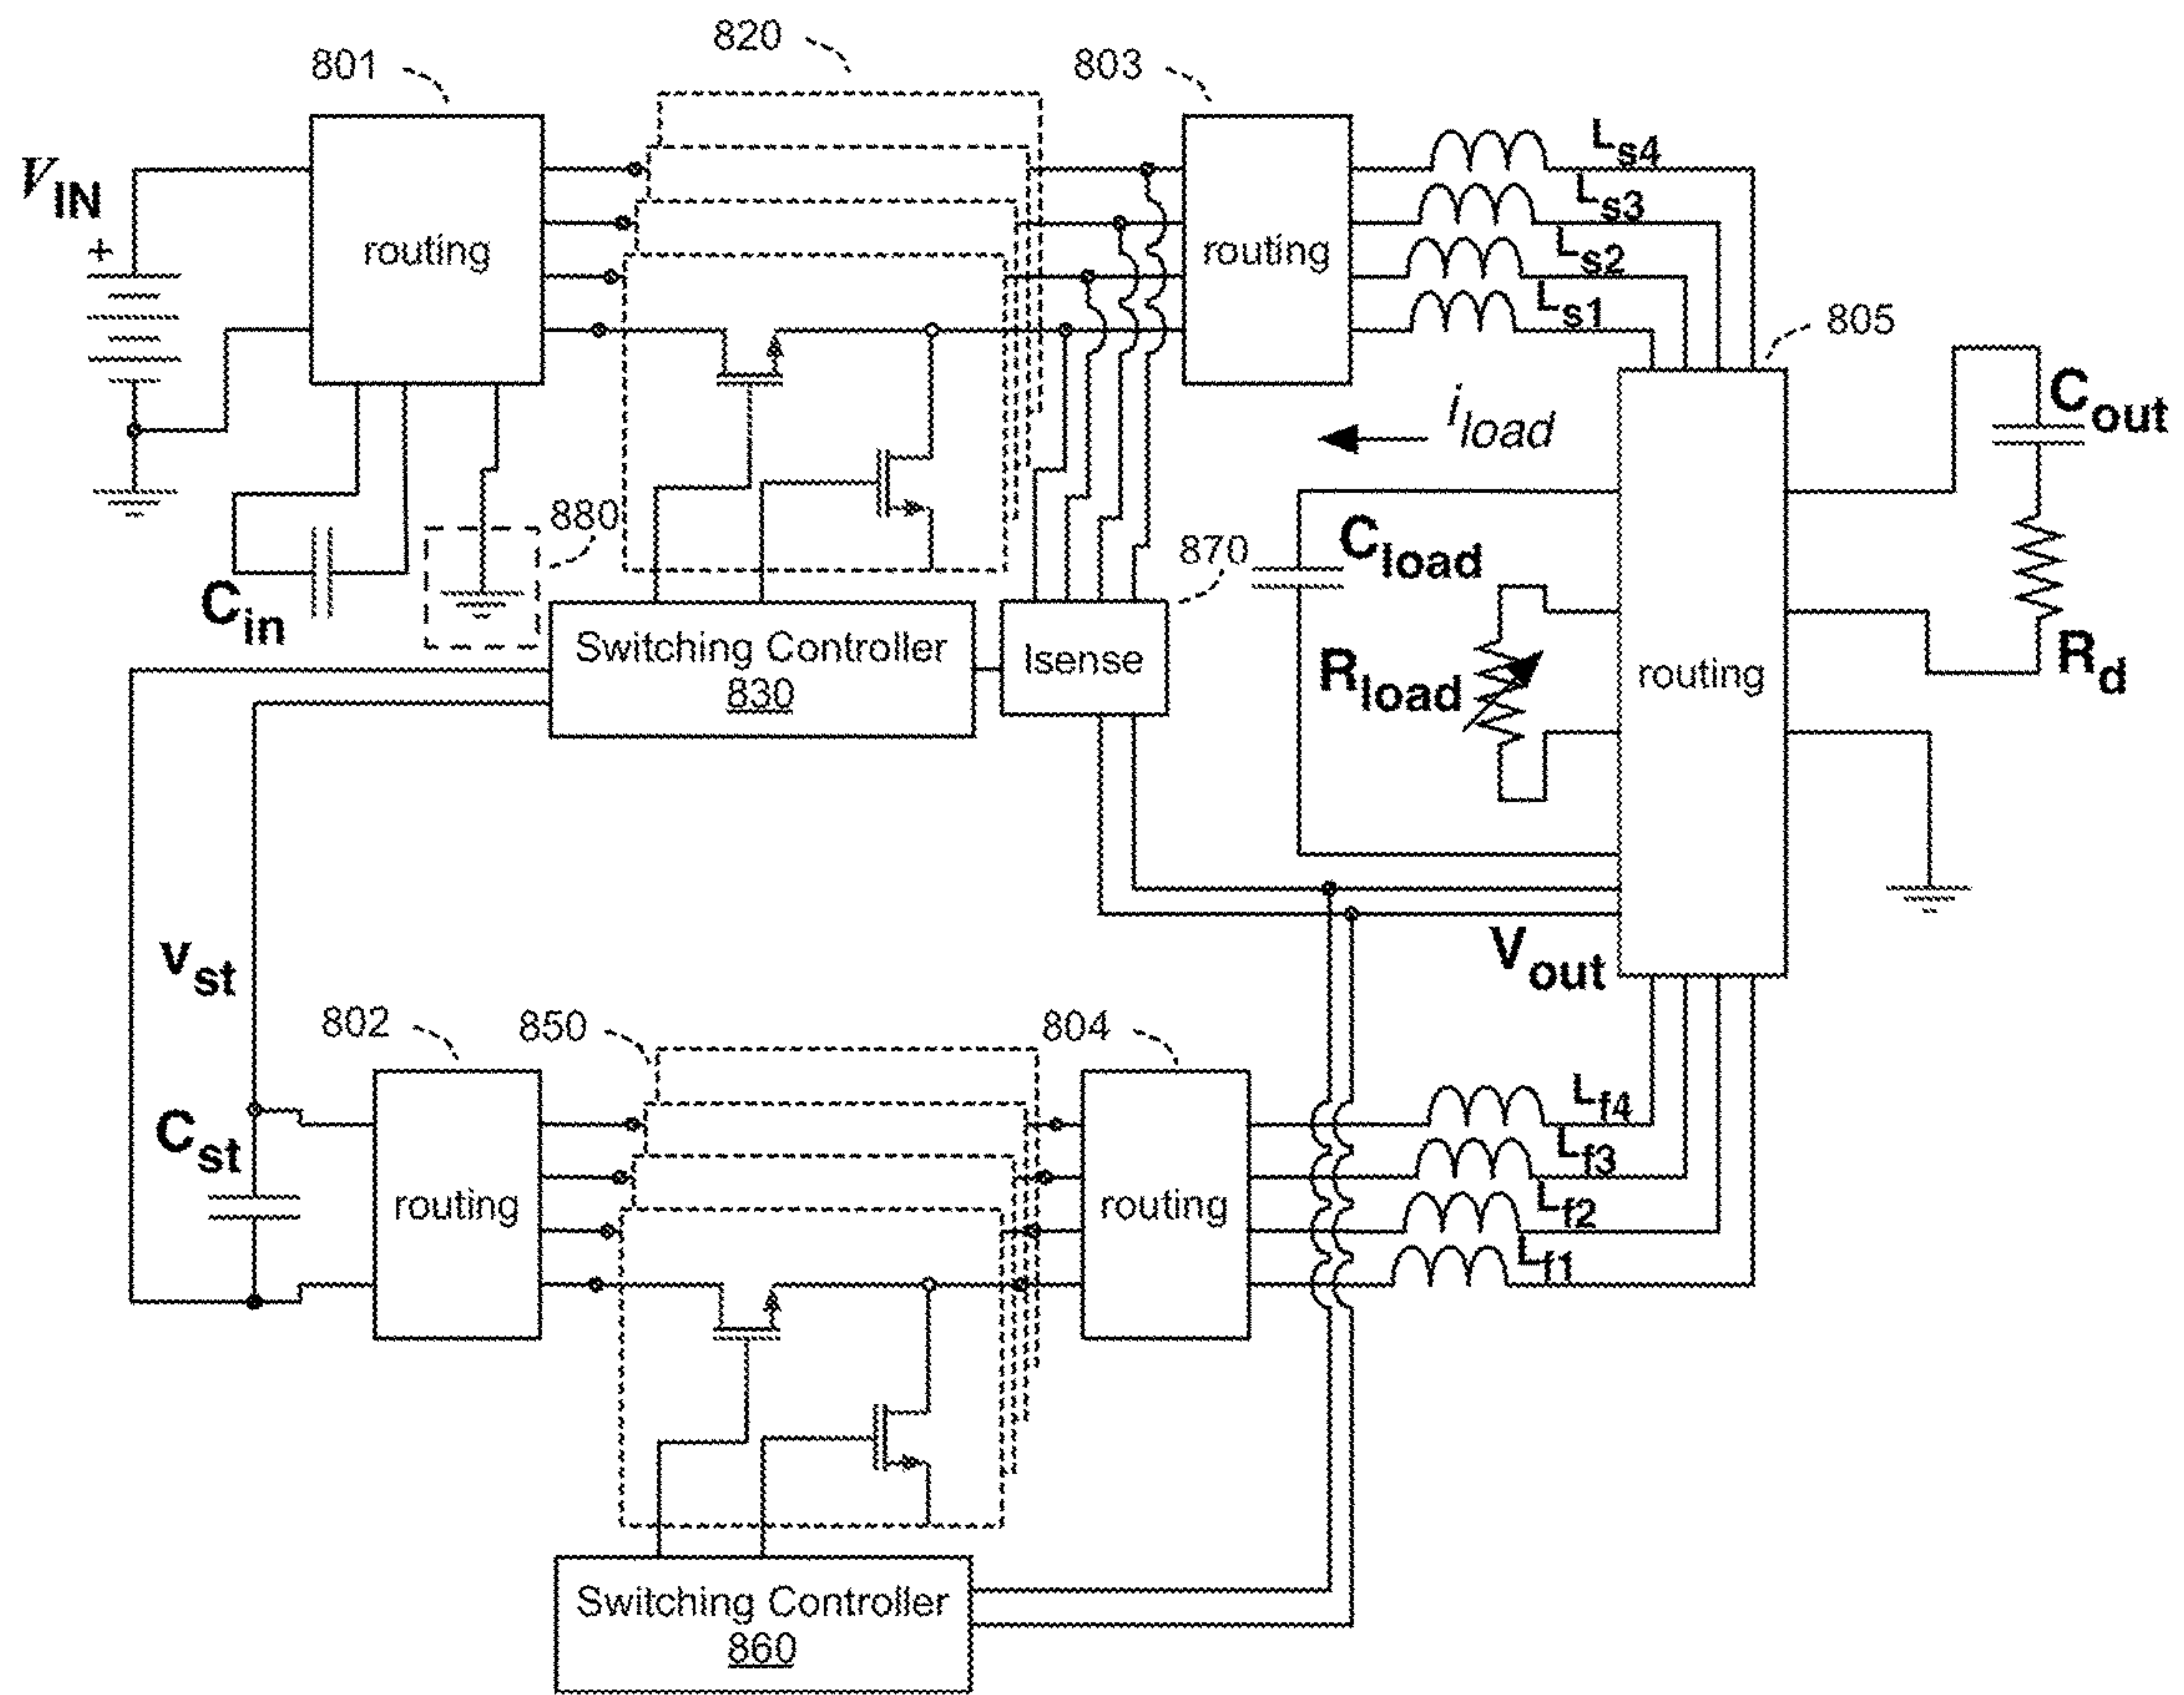 820
801
803
V_IN
+
routing
routing
L_s4
L_s3
L_s2
L_s1
805
i_load
C_out
880
870
C_load
C_in
Switching Controller
830
Isense
R_load
routing
R_d
V_out
v_st
802
850
804
C_st
routing
routing
L_f4
L_f3
L_f2
L_f1
Switching Controller
860